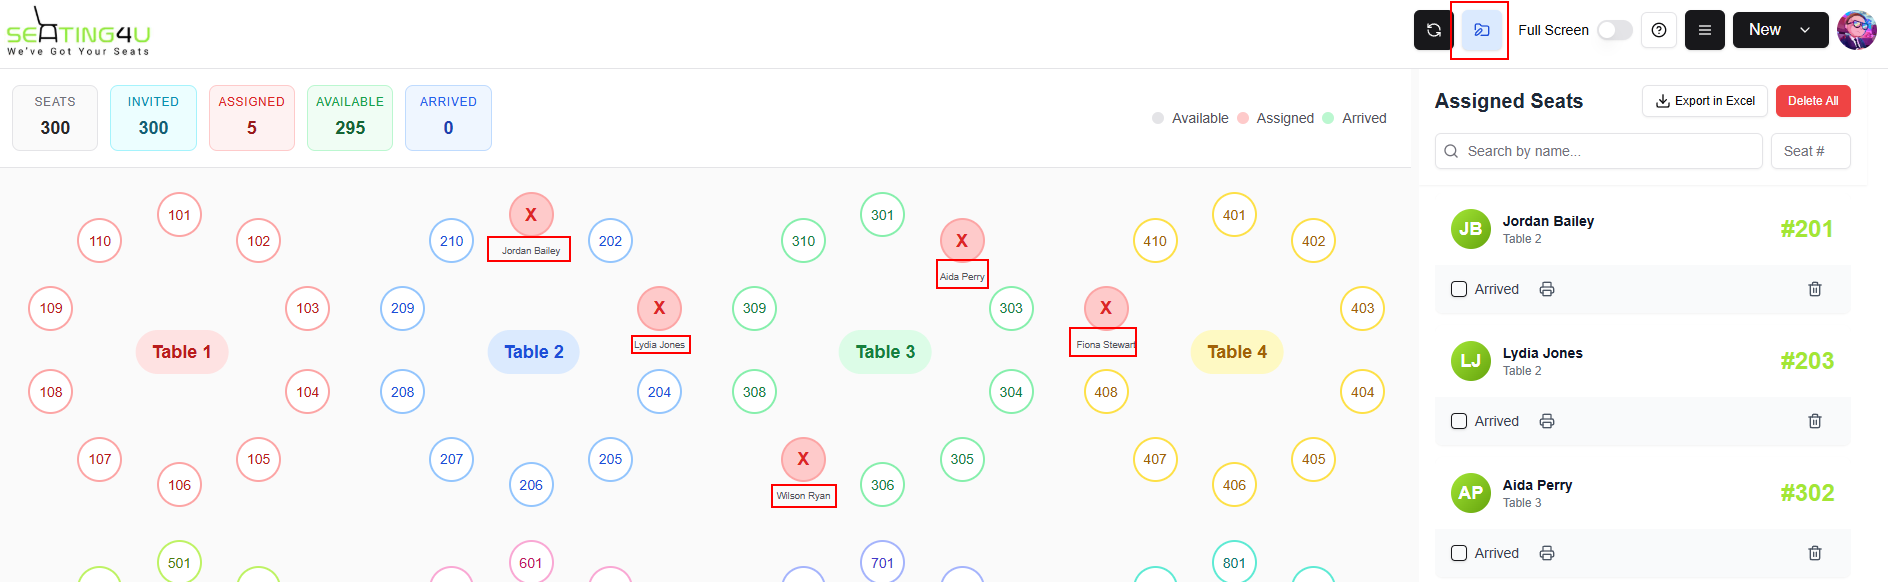 SEATING4U
We've Got Your Seats
Full Screen
New
SEATS
300
INVITED
300
ASSIGNED
5
AVAILABLE
295
ARRIVED
0
Available
Assigned
Arrived
101
110
102
109
103
Table 1
108
104
107
105
106
X
Jordan Bailey
210
202
209
X
Lydia Jones
Table 2
208
204
207
205
206
301
310
X
Aida Perry
309
303
Table 3
308
304
X
Wilson Ryan
305
306
401
410
402
X
Fiona Stewart
403
Table 4
408
404
407
405
406
501
601
701
801
Assigned Seats
Export in Excel
Delete All
Search by name...
Seat #
JB
Jordan Bailey
Table 2
#201
Arrived
LJ
Lydia Jones
Table 2
#203
Arrived
AP
Aida Perry
Table 3
#302
Arrived